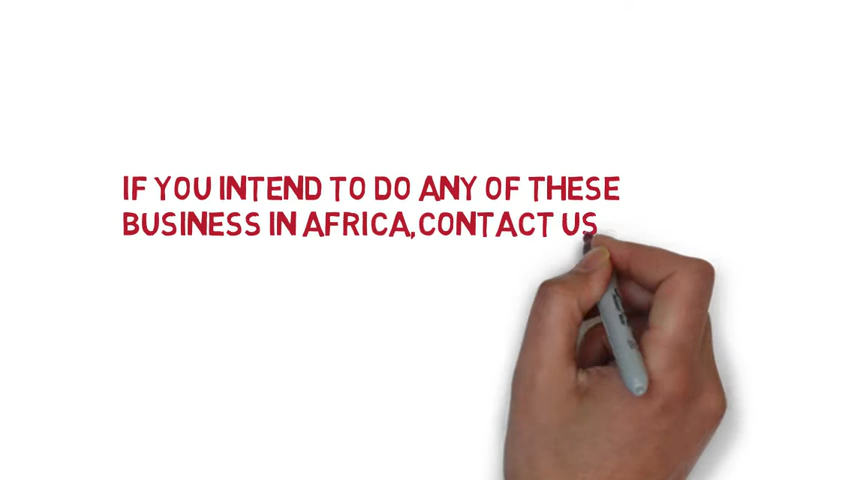 IF YOU INTEND TO DO ANY OF THESE
BUSINESS IN AFRICA,CONTACT US